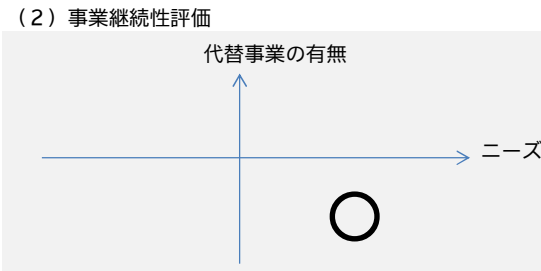 （２）事業継続性評価
代替事業の有無
ニーズ